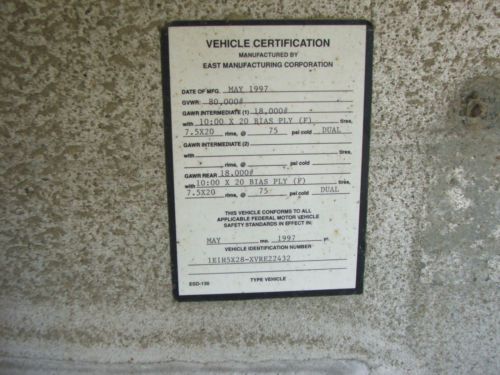 VEHICLE CERTIFICATION
MANUFACTURED BY
EAST MANUFACTURING CORPORATION
DATE OF MFG. MAY 1997
GVWR: 80,000#
GAWR INTERMEDIATE (1) 18,000#
with 10:00 X 20 BIAS PLY (F) tires,
7.5X20 rims, @ 75 psi cold DUAL
GAWR INTERMEDIATE (2)
with tires,
rims, @ psi cold
GAWR REAR 18,000#
with 10:00 X 20 BIAS PLY (F) tires,
7.5X20 rims, @ 75 psi cold DUAL
THIS VEHICLE CONFORMS TO ALL
APPLICABLE FEDERAL MOTOR VEHICLE
SAFETY STANDARDS IN EFFECT IN:
MAY mo. 1997 yr.
VEHICLE IDENTIFICATION NUMBER
1E1H5X28-XVRE22432
TYPE VEHICLE
ESD-139